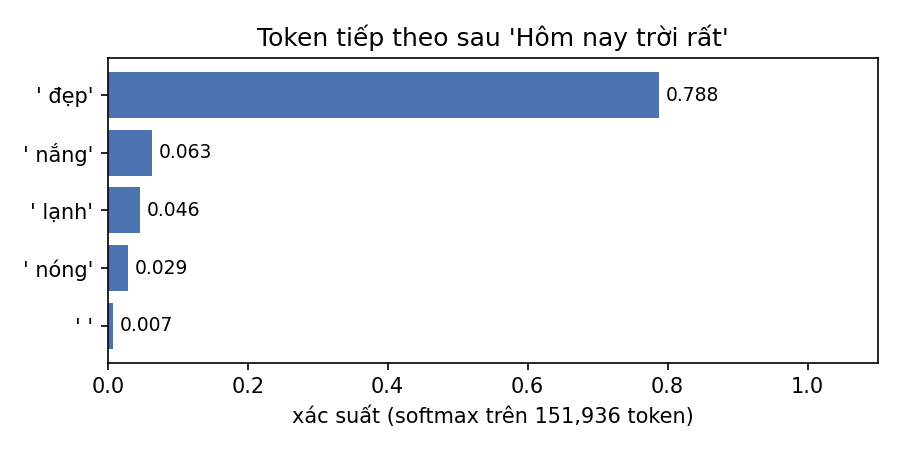 Token tiếp theo sau 'Hôm nay trời rất'
' đẹp' 0.788
' nắng' 0.063
' lạnh' 0.046
' nóng' 0.029
' ' 0.007
0.0 0.2 0.4 0.6 0.8 1.0
xác suất (softmax trên 151,936 token)